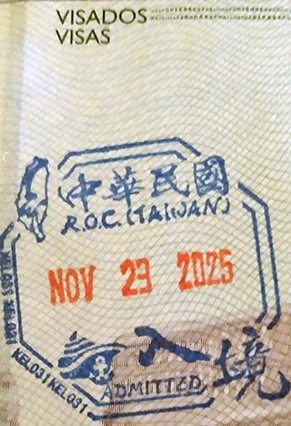 VISADOS
VISAS
中華民國
R.O.C.(TAIWAN)
NOV 23 2025
入境
ADMITTED
KEL031 KEL031
KEL031 KEL031